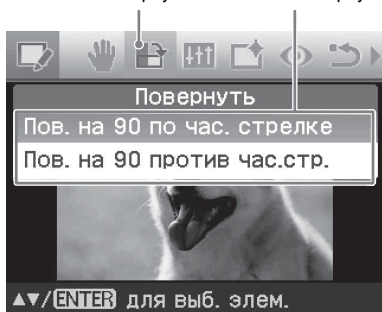 Повернуть
Пов. на 90 по час. стрелке
Пов. на 90 против час.стр.
▲▼/ENTER для выб. элем.